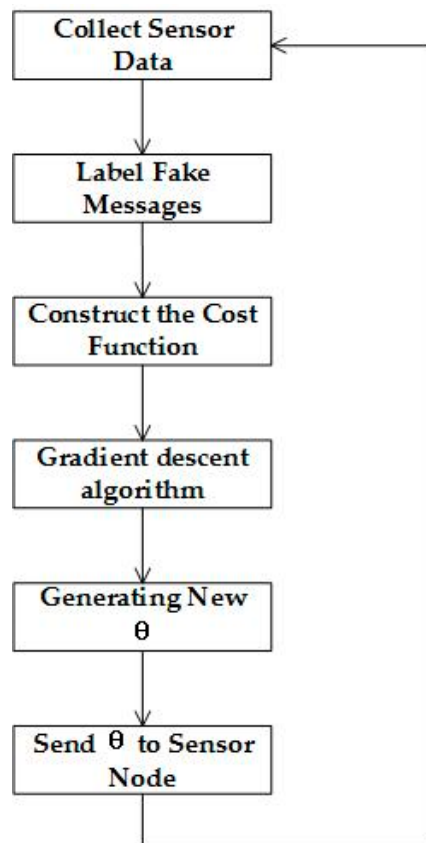 Collect Sensor
Data
Label Fake
Messages
Construct the Cost
Function
Gradient descent
algorithm
Generating New
θ
Send θ to Sensor
Node